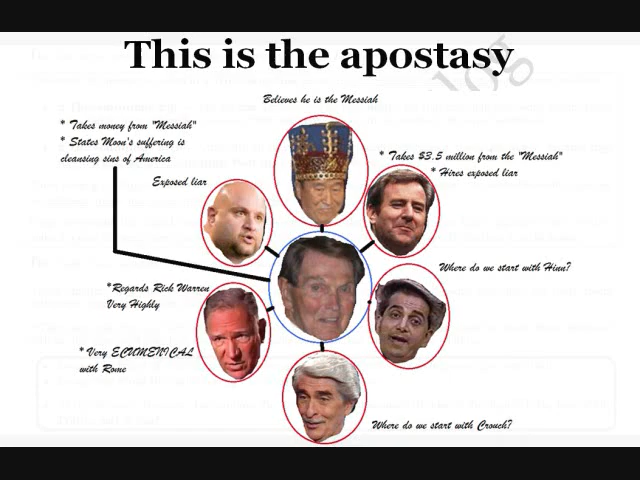 This is the apostasy
Believes he is the Messiah
* Takes money from "Messiah"
* States Moon's suffering is
cleansing sins of America
* Takes $3.5 million from the "Messiah"
* Hires exposed liar
Exposed liar
Where do we start with Hinn?
*Regards Rick Warren
Very Highly
* Very ECUMENICAL
with Rome
Where do we start with Crouch?